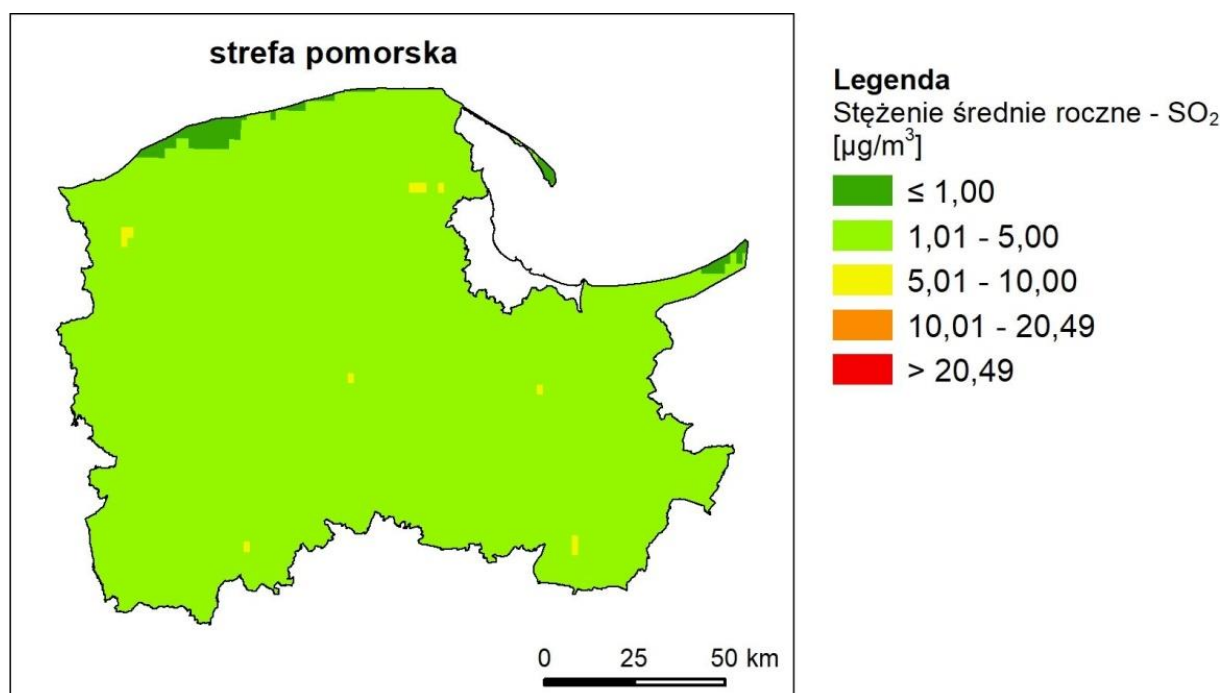 strefa pomorska
Legenda
Stężenie średnie roczne - SO₂
[µg/m³]
≤ 1,00
1,01 - 5,00
5,01 - 10,00
10,01 - 20,49
> 20,49
0 25 50 km